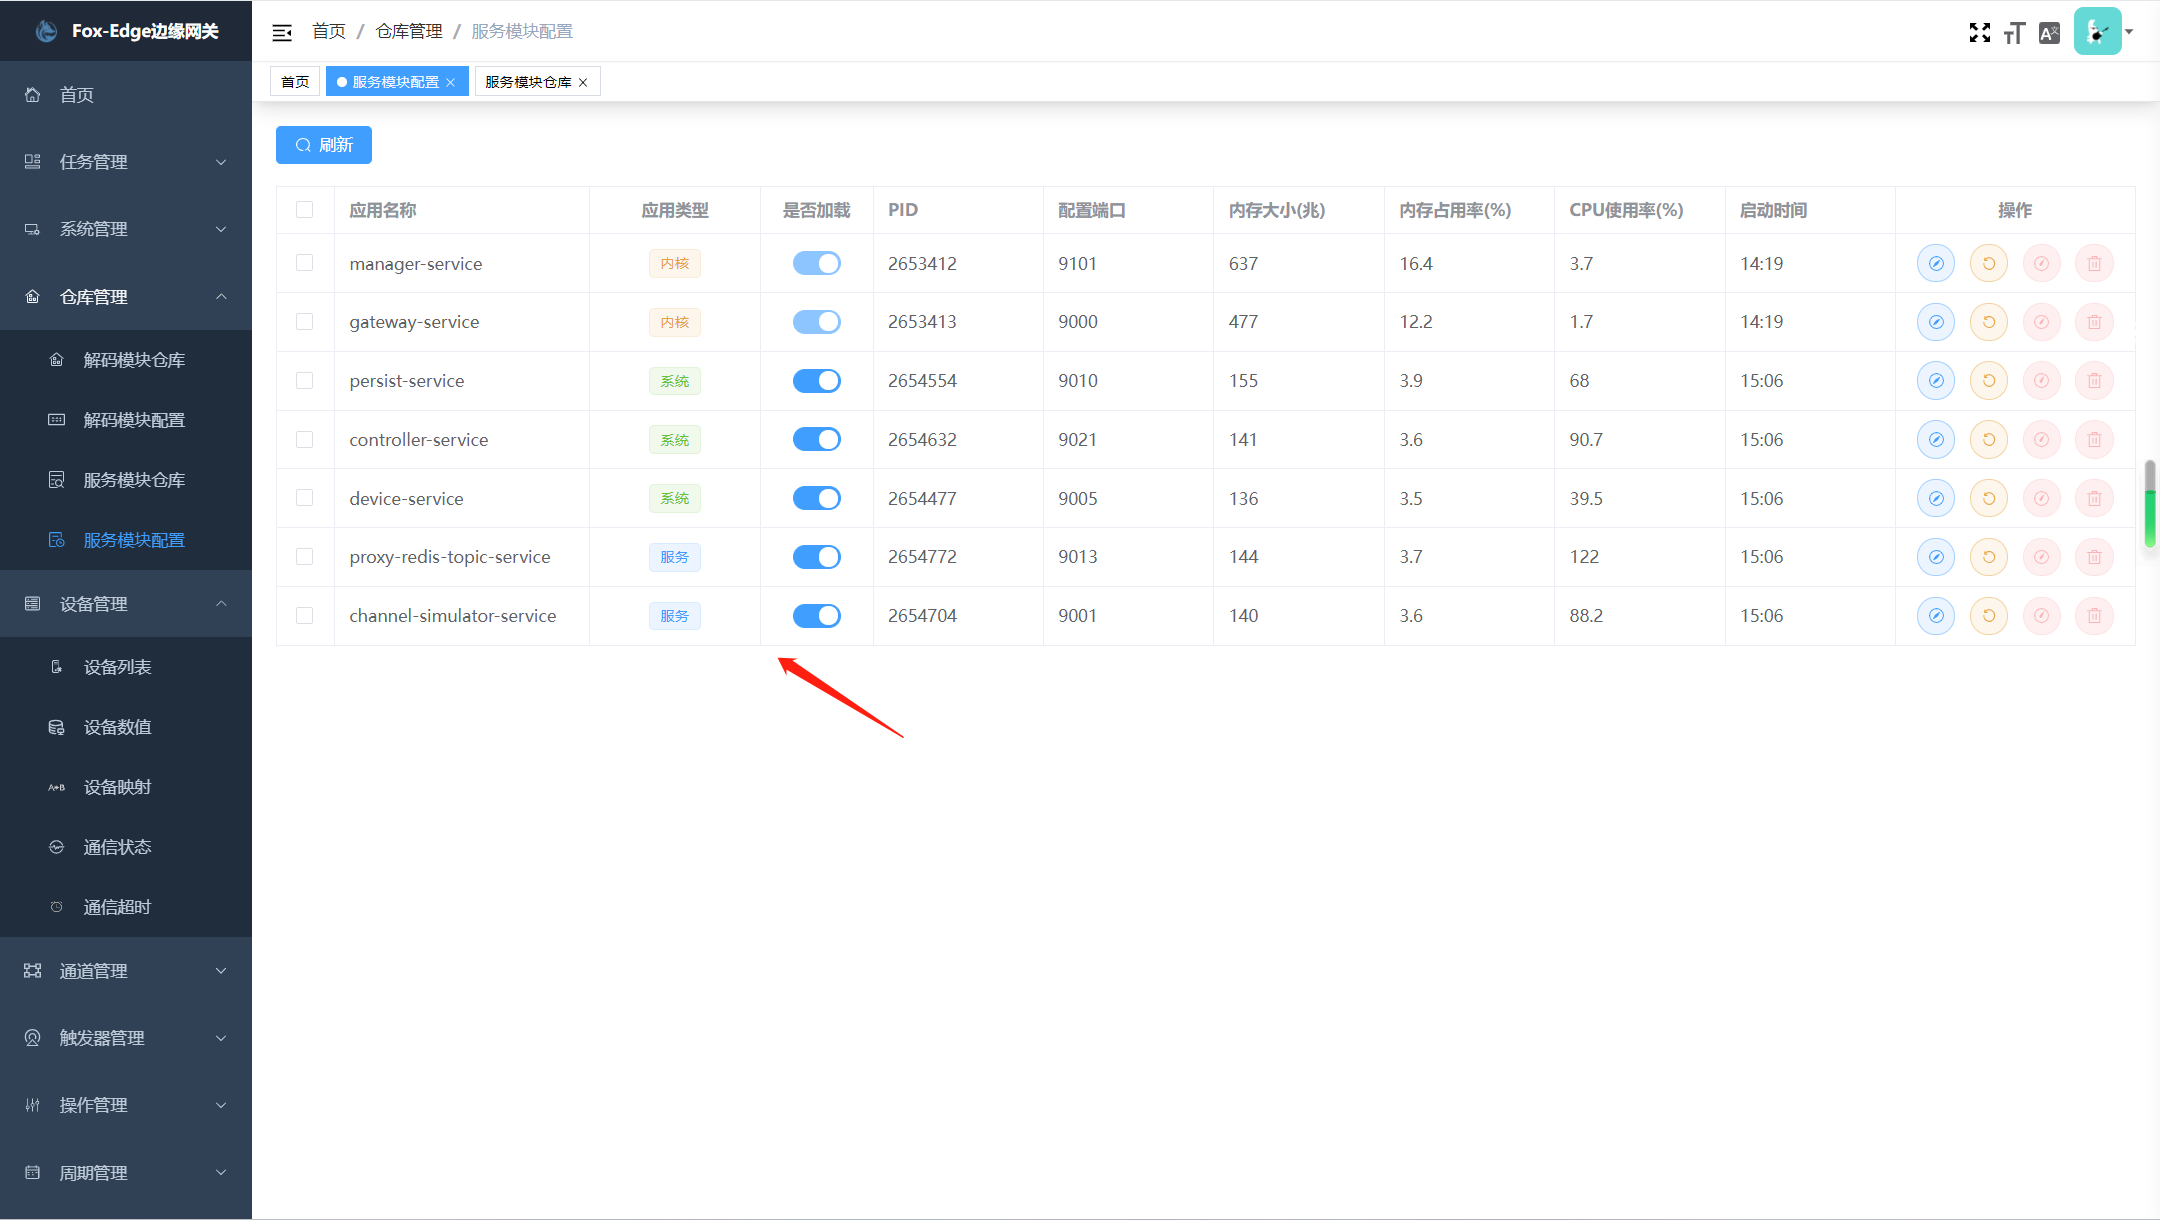 Fox-Edge边缘网关
首页
任务管理
系统管理
仓库管理
解码模块仓库
解码模块配置
服务模块仓库
服务模块配置
设备管理
设备列表
设备数值
A+B 设备映射
通信状态
通信超时
通道管理
触发器管理
操作管理
周期管理
首页 / 仓库管理 / 服务模块配置
首页 服务模块配置 × 服务模块仓库 ×
刷新
应用名称 应用类型 是否加载 PID 配置端口 内存大小(兆) 内存占用率(%) CPU使用率(%) 启动时间 操作
manager-service 内核 2653412 9101 637 16.4 3.7 14:19
gateway-service 内核 2653413 9000 477 12.2 1.7 14:19
persist-service 系统 2654554 9010 155 3.9 68 15:06
controller-service 系统 2654632 9021 141 3.6 90.7 15:06
device-service 系统 2654477 9005 136 3.5 39.5 15:06
proxy-redis-topic-service 服务 2654772 9013 144 3.7 122 15:06
channel-simulator-service 服务 2654704 9001 140 3.6 88.2 15:06